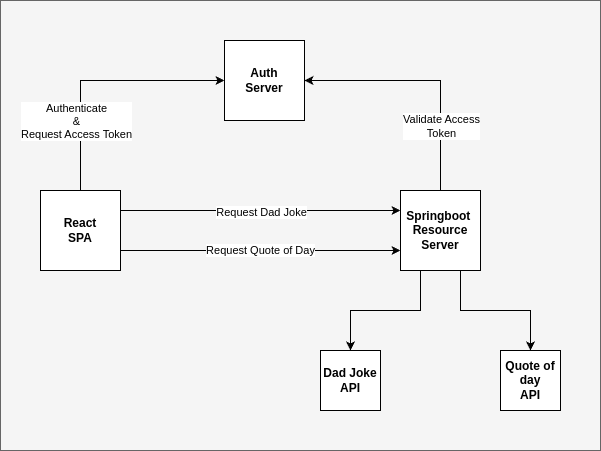 Auth
Server
Authenticate
&
Request Access Token
Validate Access
Token
React
SPA
Request Dad Joke
Request Quote of Day
Springboot
Resource
Server
Dad Joke
API
Quote of
day
API